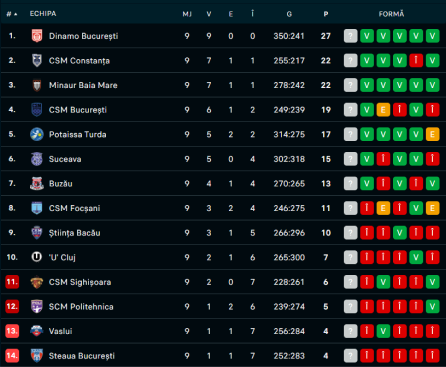 # ECHIPA MJ V E Î G P FORMĂ
1. Dinamo București 9 9 0 0 350:241 27 ? V V V V V
2. CSM Constanța 9 7 1 1 255:217 22 ? V V V Î V
3. Minaur Baia Mare 9 7 1 1 278:242 22 ? V V V V V
4. CSM București 9 6 1 2 249:239 19 ? V E Î V Î
5. Potaissa Turda 9 5 2 2 314:275 17 ? V V V V E
6. Suceava 9 5 0 4 302:318 15 ? V Î V V Î
7. Buzău 9 4 1 4 270:265 13 ? V Î V Î V
8. CSM Focșani 9 3 2 4 246:275 11 ? Î E Î V E
9. Știința Bacău 9 3 1 5 266:296 10 ? Î Î V Î Î
10. 'U' Cluj 9 2 1 6 265:300 7 ? Î Î Î V Î
11. CSM Sighișoara 9 2 0 7 228:261 6 ? Î V Î Î V
12. SCM Politehnica 9 1 2 6 239:274 5 ? Î Î Î Î V
13. Vaslui 9 1 1 7 256:284 4 ? Î V Î Î Î
14. Steaua București 9 1 1 7 252:283 4 ? Î Î Î Î Î